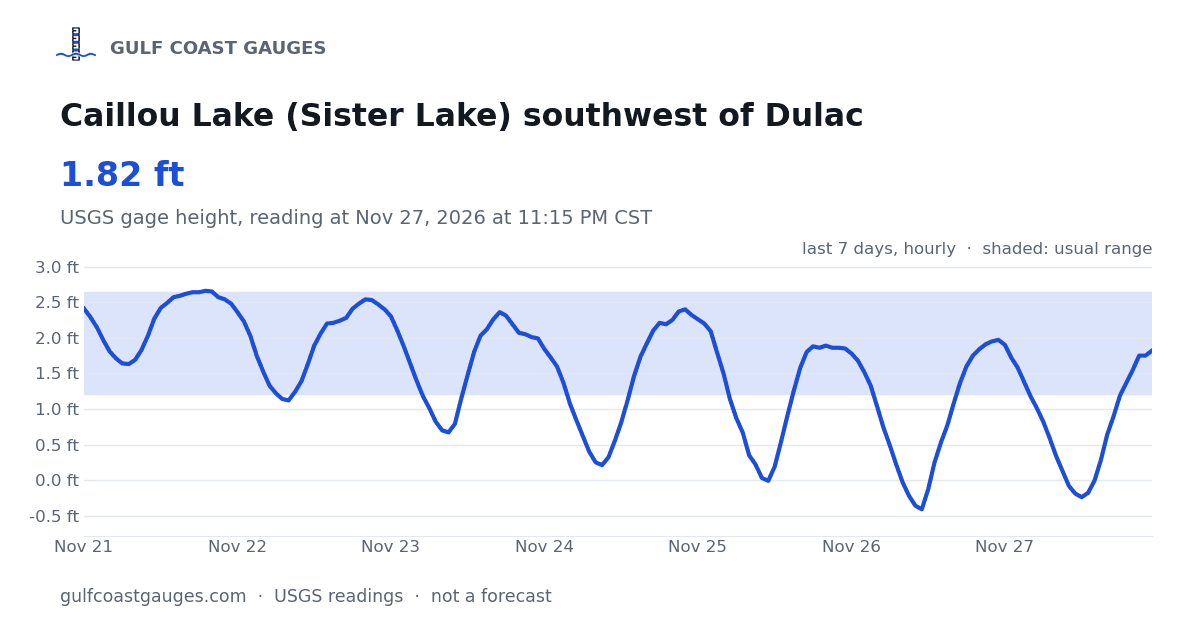 GULF COAST GAUGES
Caillou Lake (Sister Lake) southwest of Dulac
1.82 ft
USGS gage height, reading at Nov 27, 2026 at 11:15 PM CST
last 7 days, hourly · shaded: usual range
3.0 ft
2.5 ft
2.0 ft
1.5 ft
1.0 ft
0.5 ft
0.0 ft
-0.5 ft
Nov 21 Nov 22 Nov 23 Nov 24 Nov 25 Nov 26 Nov 27
gulfcoastgauges.com · USGS readings · not a forecast